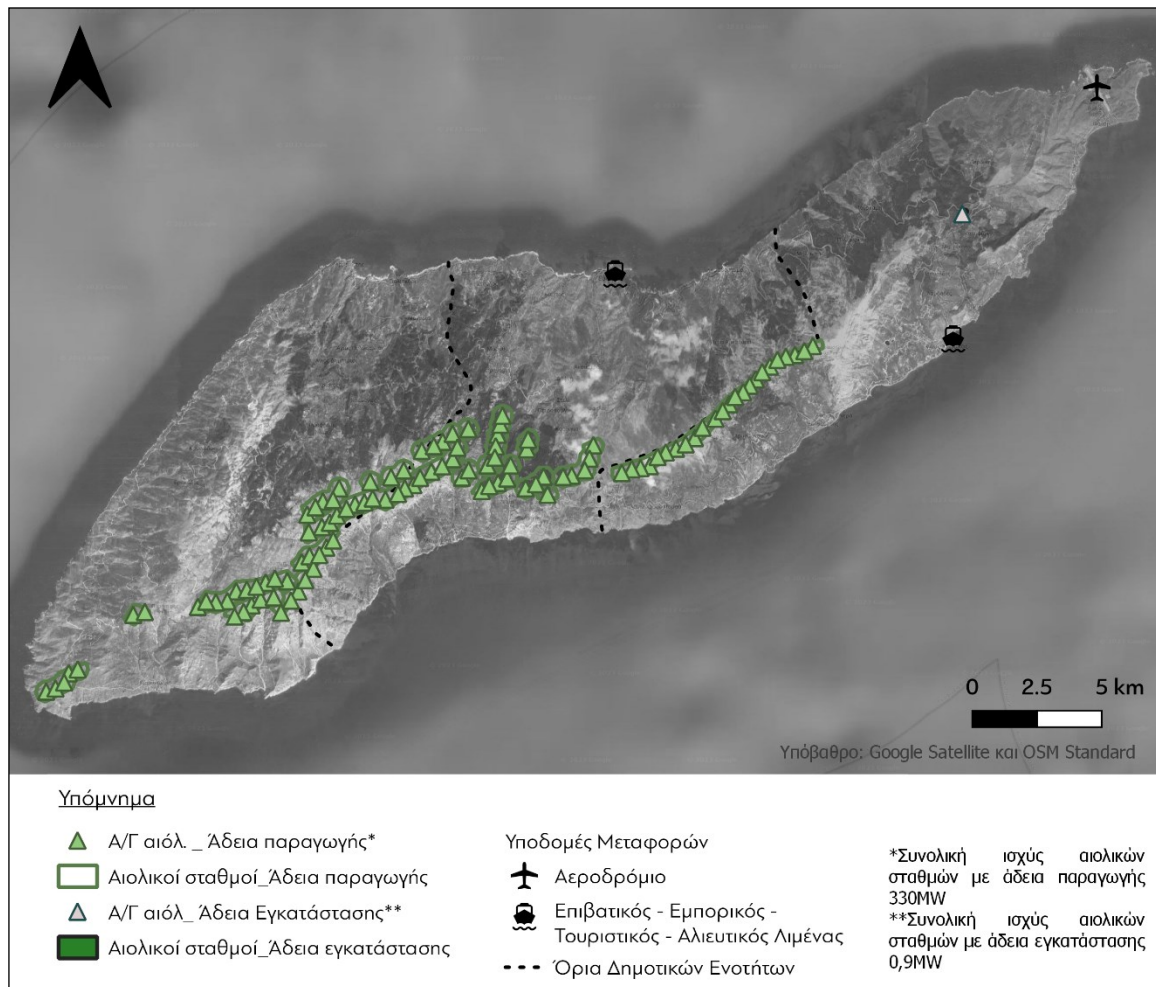 0 2.5 5 km
Υπόβαθρο: Google Satellite και OSM Standard
Υπόμνημα
Α/Γ αιόλ. _ Άδεια παραγωγής*
Αιολικοί σταθμοί_Άδεια παραγωγής
Α/Γ αιόλ_ Άδεια Εγκατάστασης**
Αιολικοί σταθμοί_Άδεια εγκατάστασης
Υποδομές Μεταφορών
Αεροδρόμιο
Επιβατικός - Εμπορικός -
Τουριστικός - Αλιευτικός Λιμένας
Όρια Δημοτικών Ενοτήτων
*Συνολική ισχύς αιολικών
σταθμών με άδεια παραγωγής
330MW
**Συνολική ισχύς αιολικών
σταθμών με άδεια εγκατάστασης
0,9MW